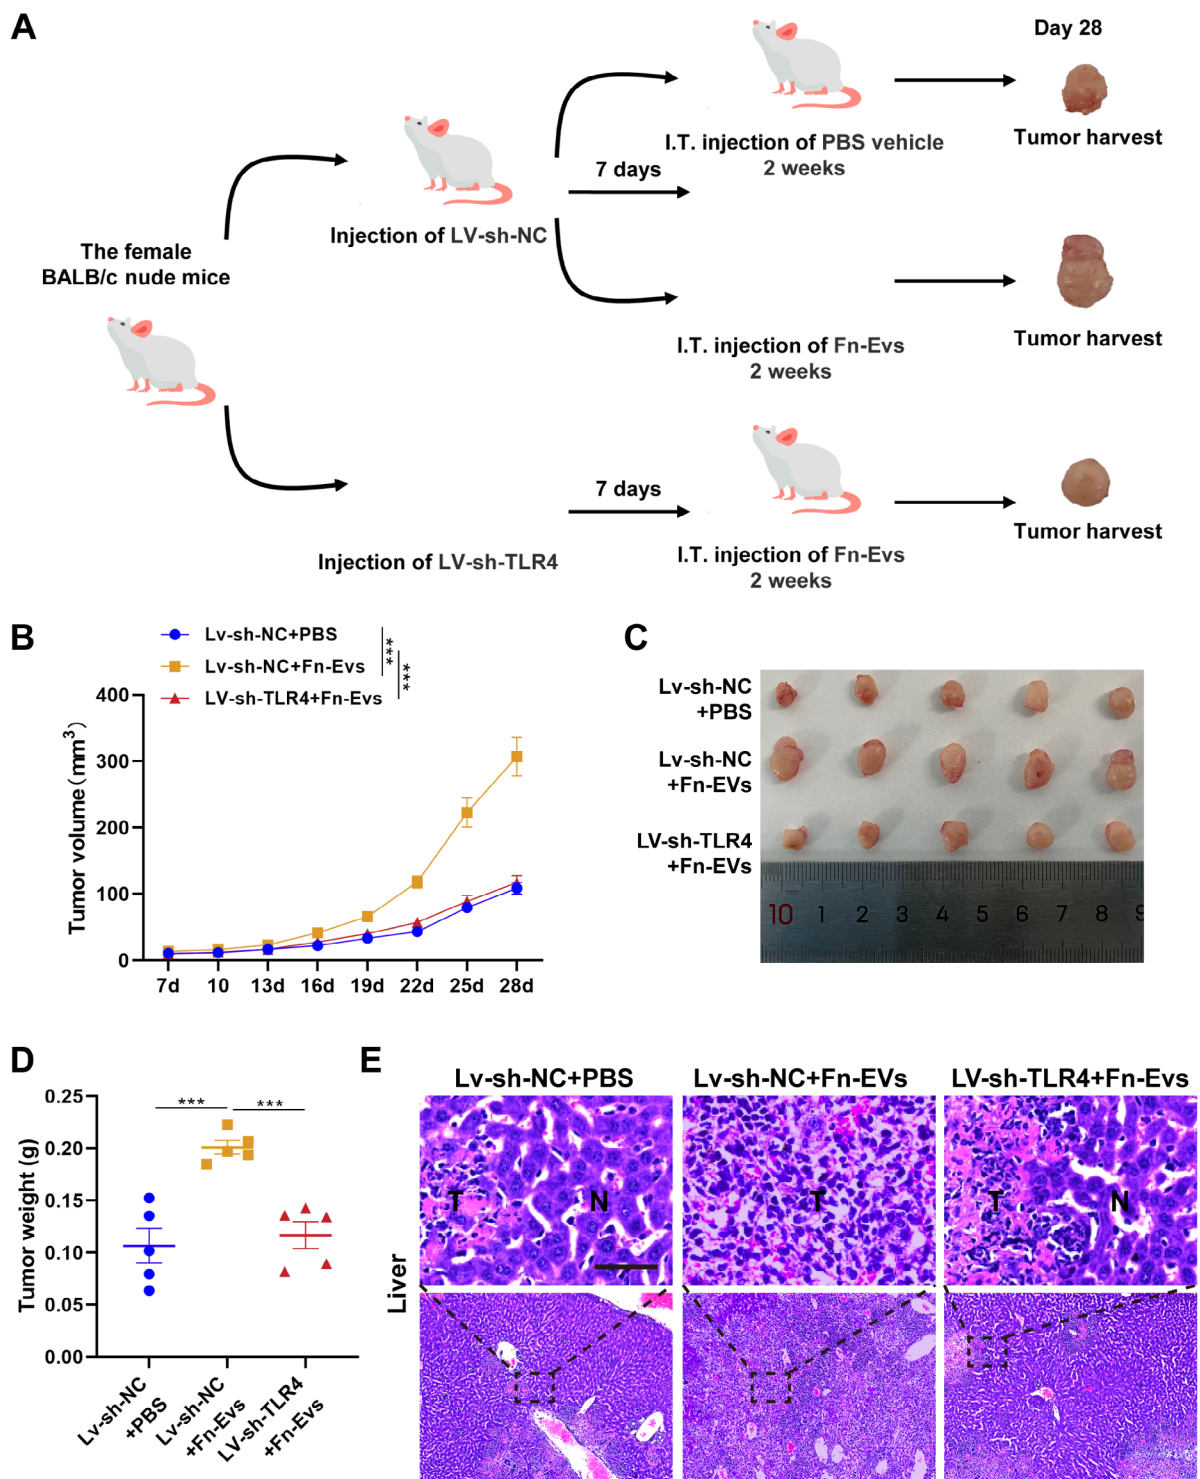 A
Day 28
I.T. injection of PBS vehicle
2 weeks
Tumor harvest
7 days
Injection of LV-sh-NC
The female
BALB/c nude mice
I.T. injection of Fn-Evs
2 weeks
Tumor harvest
7 days
Injection of LV-sh-TLR4
I.T. injection of Fn-Evs
2 weeks
Tumor harvest
B
Lv-sh-NC+PBS
Lv-sh-NC+Fn-Evs
LV-sh-TLR4+Fn-Evs
***
***
Tumor volume(mm³)
400
300
200
100
0
7d 10 13d 16d 19d 22d 25d 28d
C
Lv-sh-NC
+PBS
Lv-sh-NC
+Fn-EVs
LV-sh-TLR4
+Fn-EVs
10 1 2 3 4 5 6 7 8 9
D
Tumor weight (g)
0.25
0.20
0.15
0.10
0.05
0.00
*** ***
Lv-sh-NC
+PBS
Lv-sh-NC
+Fn-Evs
LV-sh-TLR4
+Fn-Evs
E
Lv-sh-NC+PBS Lv-sh-NC+Fn-EVs LV-sh-TLR4+Fn-Evs
Liver
T N T T N